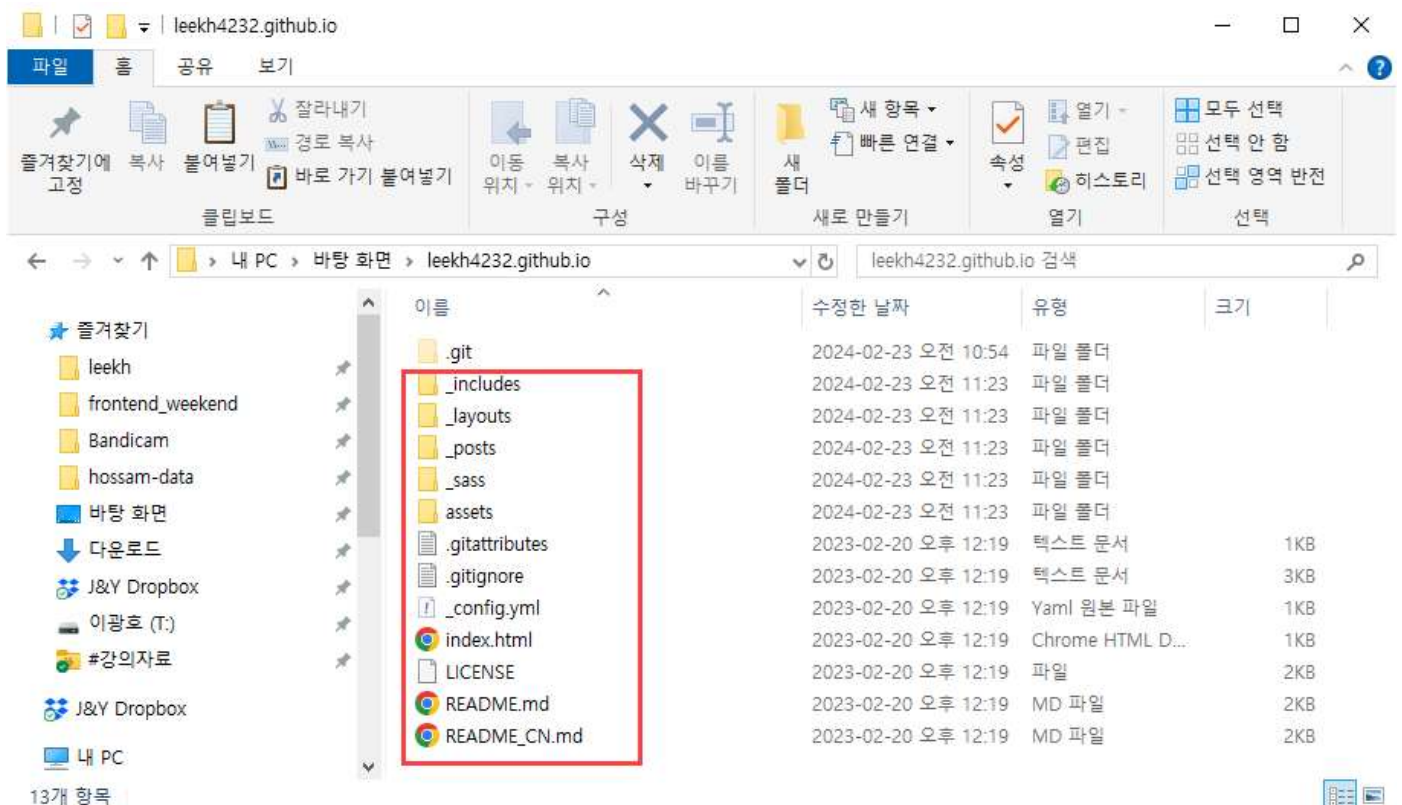 leekh4232.github.io
파일 홈 공유 보기
즐겨찾기에 고정
복사
붙여넣기
잘라내기
경로 복사
바로 가기 붙여넣기
클립보드
이동 위치
복사 위치
삭제
이름 바꾸기
구성
새 폴더
새 항목
빠른 연결
새로 만들기
속성
열기
편집
히스토리
열기
모두 선택
선택 안 함
선택 영역 반전
선택
내 PC > 바탕 화면 > leekh4232.github.io
leekh4232.github.io 검색
즐겨찾기
leekh
frontend_weekend
Bandicam
hossam-data
바탕 화면
다운로드
J&Y Dropbox
이광호 (T:)
#강의자료
J&Y Dropbox
내 PC
이름 수정한 날짜 유형 크기
.git 2024-02-23 오전 10:54 파일 폴더
_includes 2024-02-23 오전 11:23 파일 폴더
_layouts 2024-02-23 오전 11:23 파일 폴더
_posts 2024-02-23 오전 11:23 파일 폴더
_sass 2024-02-23 오전 11:23 파일 폴더
assets 2024-02-23 오전 11:23 파일 폴더
.gitattributes 2023-02-20 오후 12:19 텍스트 문서 1KB
.gitignore 2023-02-20 오후 12:19 텍스트 문서 3KB
_config.yml 2023-02-20 오후 12:19 Yaml 원본 파일 1KB
index.html 2023-02-20 오후 12:19 Chrome HTML D... 1KB
LICENSE 2023-02-20 오후 12:19 파일 2KB
README.md 2023-02-20 오후 12:19 MD 파일 2KB
README_CN.md 2023-02-20 오후 12:19 MD 파일 2KB
13개 항목